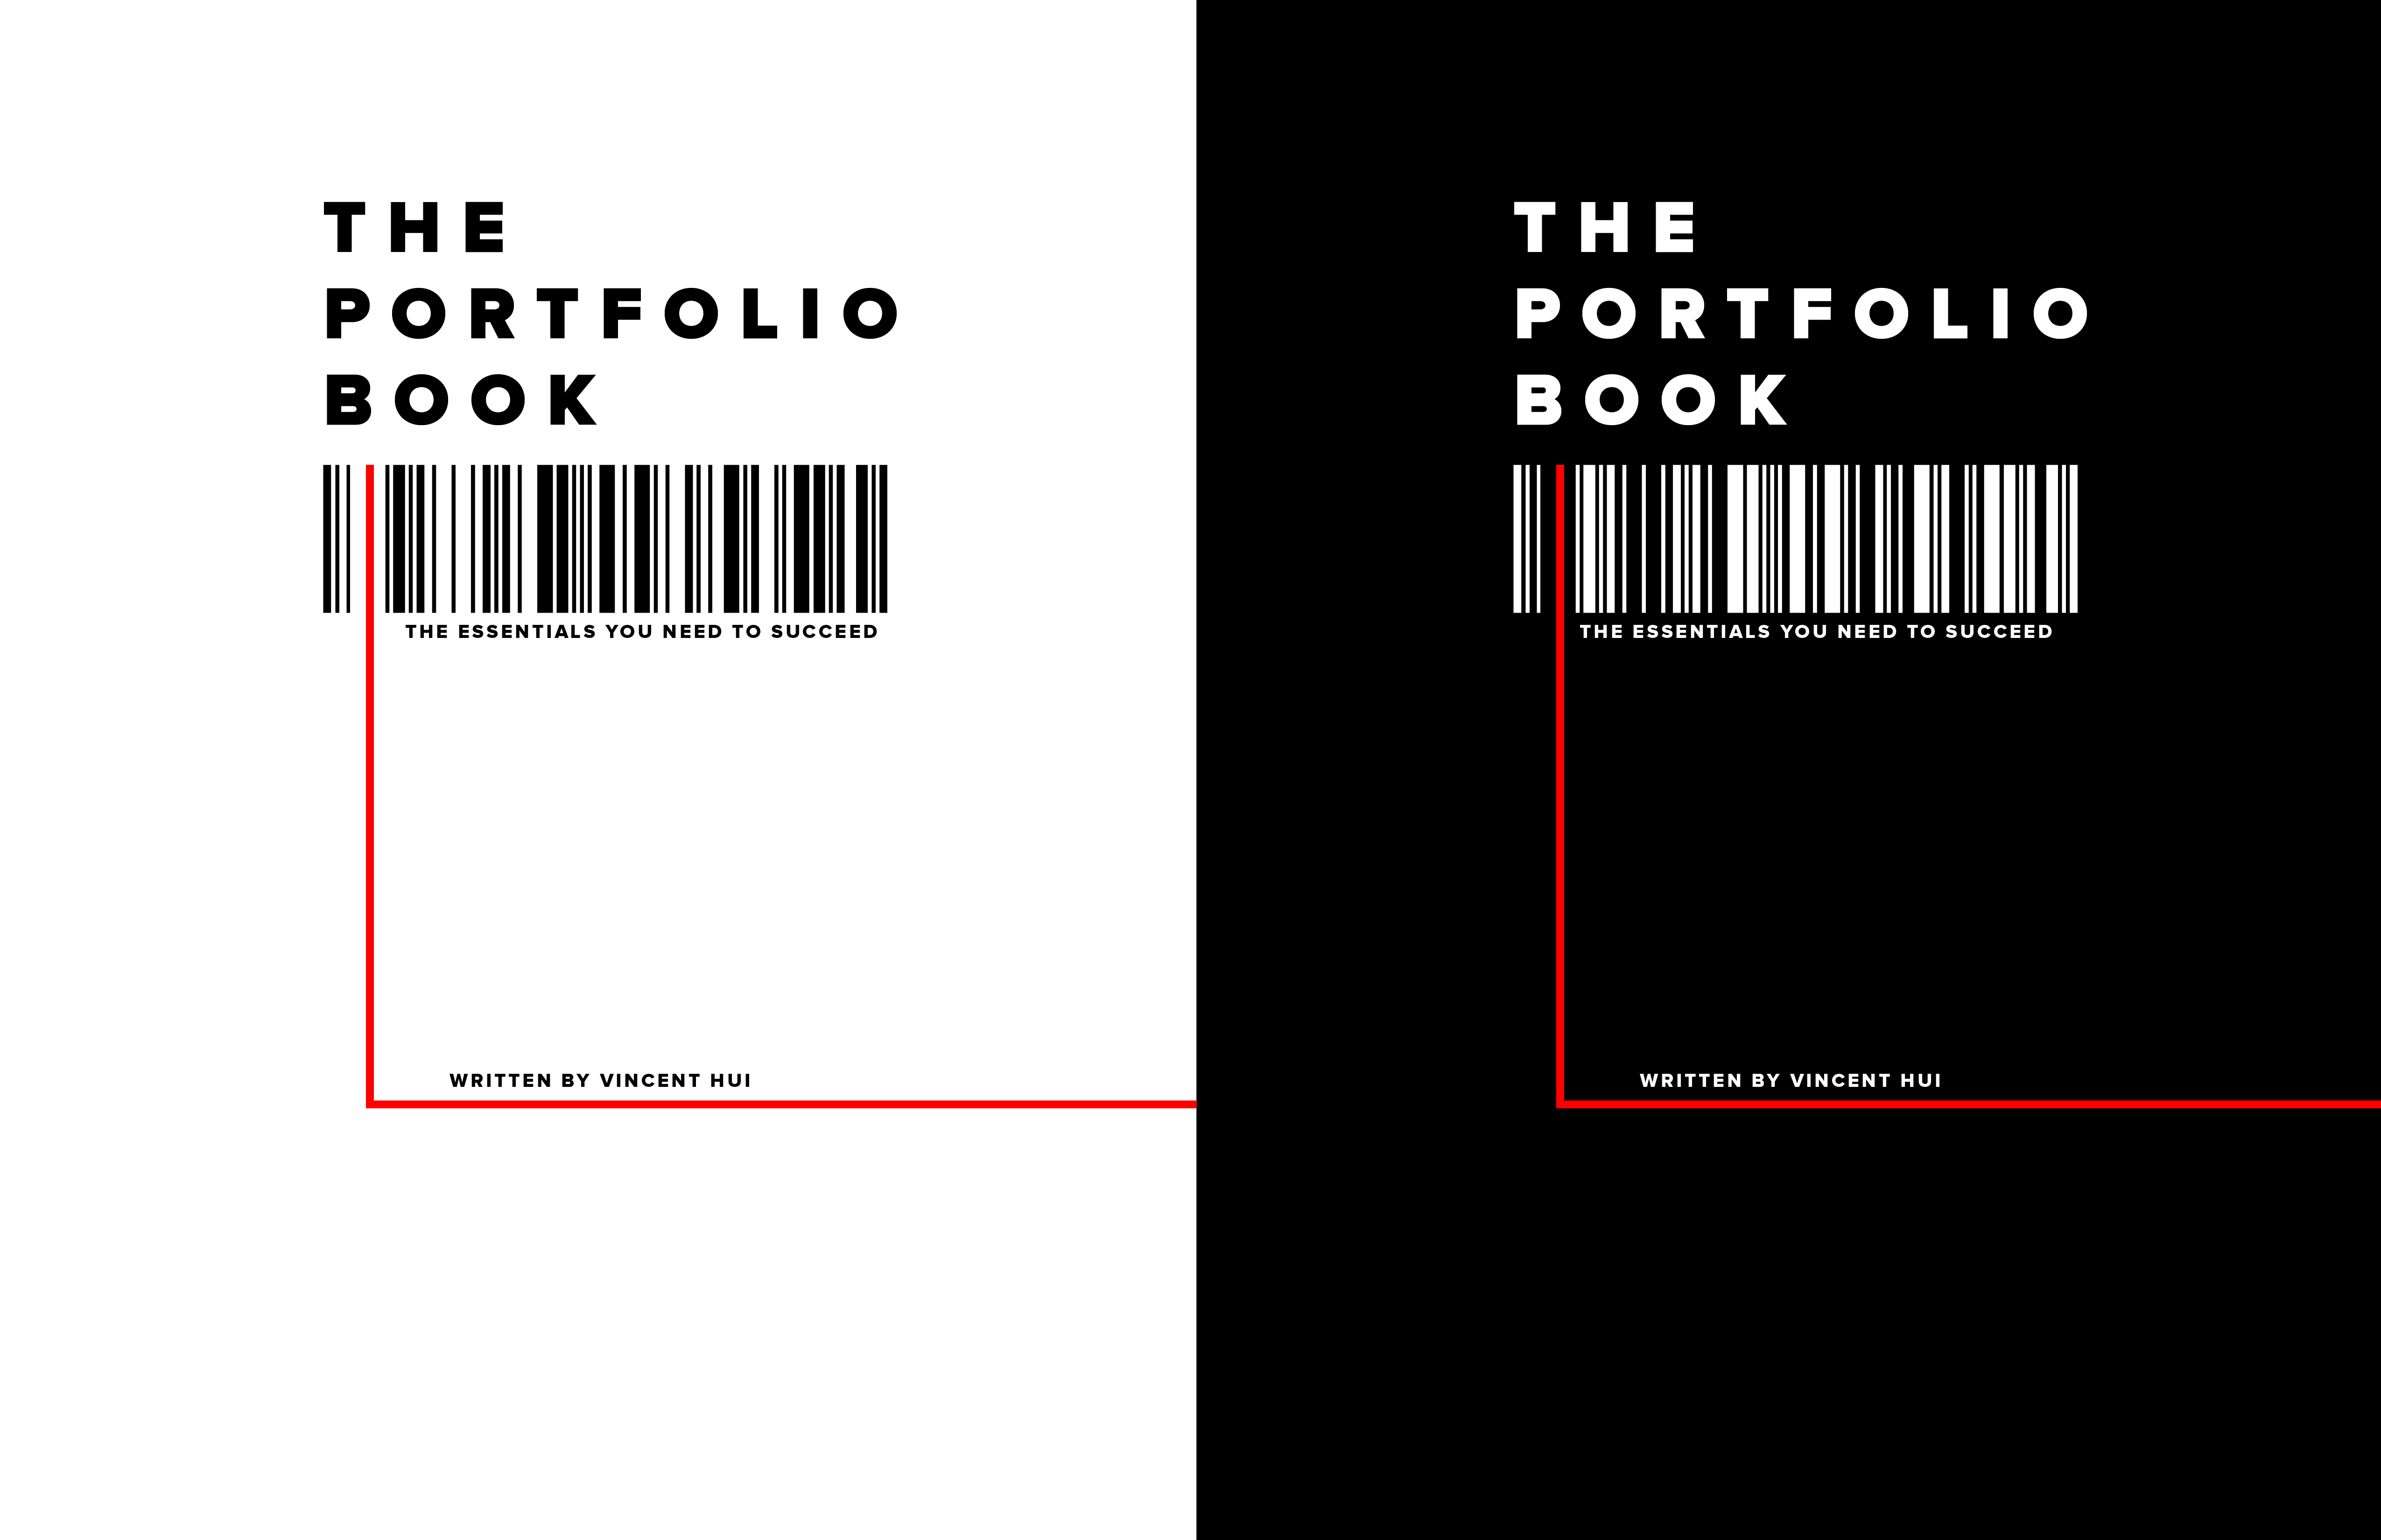 THE
PORTFOLIO
BOOK
THE ESSENTIALS YOU NEED TO SUCCEED
WRITTEN BY VINCENT HUI
THE
PORTFOLIO
BOOK
THE ESSENTIALS YOU NEED TO SUCCEED
WRITTEN BY VINCENT HUI